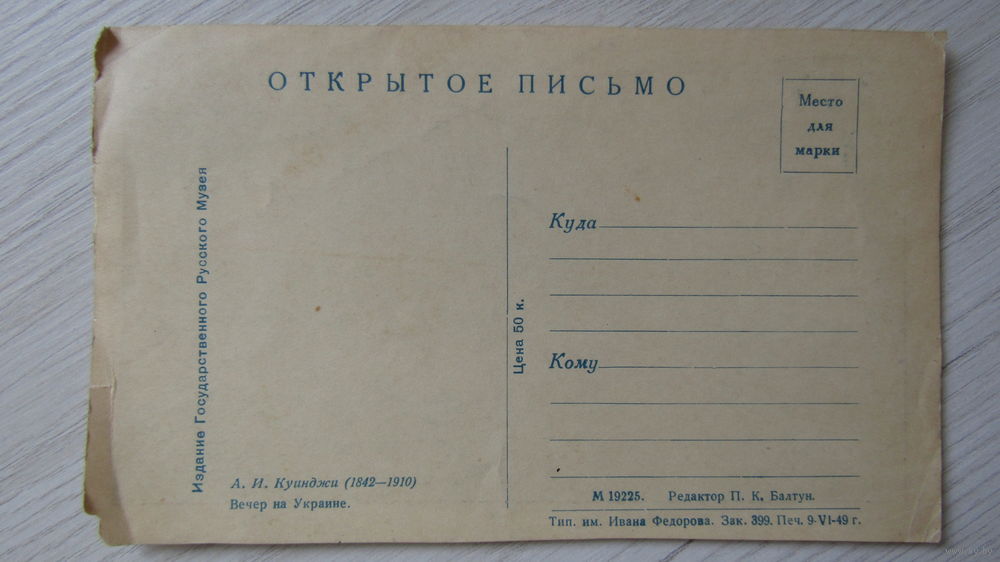 ОТКРЫТОЕ ПИСЬМО
Место
для
марки
Издание Государственного Русского Музея
Куда
Цена 50 к.
Кому
А. И. Куинджи (1842—1910)
Вечер на Украине.
М 19225. Редактор П. К. Балтун.
Тип. им. Ивана Федорова. Зак. 399. Печ. 9-VI-49 г.